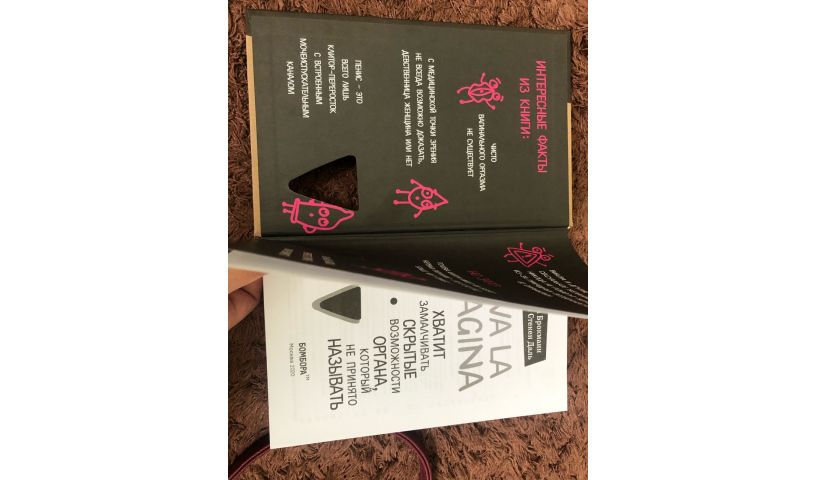 ИНТЕРЕСНЫЕ ФАКТЫ
ИЗ КНИГИ:
ЧИСТО
ВАГИНАЛЬНОГО ОРГАЗМА
НЕ СУЩЕСТВУЕТ
С МЕДИЦИНСКОЙ ТОЧКИ ЗРЕНИЯ
НЕ ВСЕГДА ВОЗМОЖНО ДОКАЗАТЬ,
ДЕВСТВЕННИЦА ЖЕНЩИНА ИЛИ НЕТ
ПЕНИС – ЭТО
ВСЕГО ЛИШЬ
КЛИТОР-ПЕРЕРОСТОК
С ВСТРОЕННЫМ
МОЧЕИСПУСКАТЕЛЬНЫМ
КАНАЛОМ
Брокманн
Стекен Даль
VA LA
AGINA
ХВАТИТ
ЗАМАЛЧИВАТЬ
СКРЫТЫЕ
ВОЗМОЖНОСТИ
ОРГАНА,
КОТОРЫЙ
НЕ ПРИНЯТО
НАЗЫВАТЬ
БОМБОРА™
Москва 2020